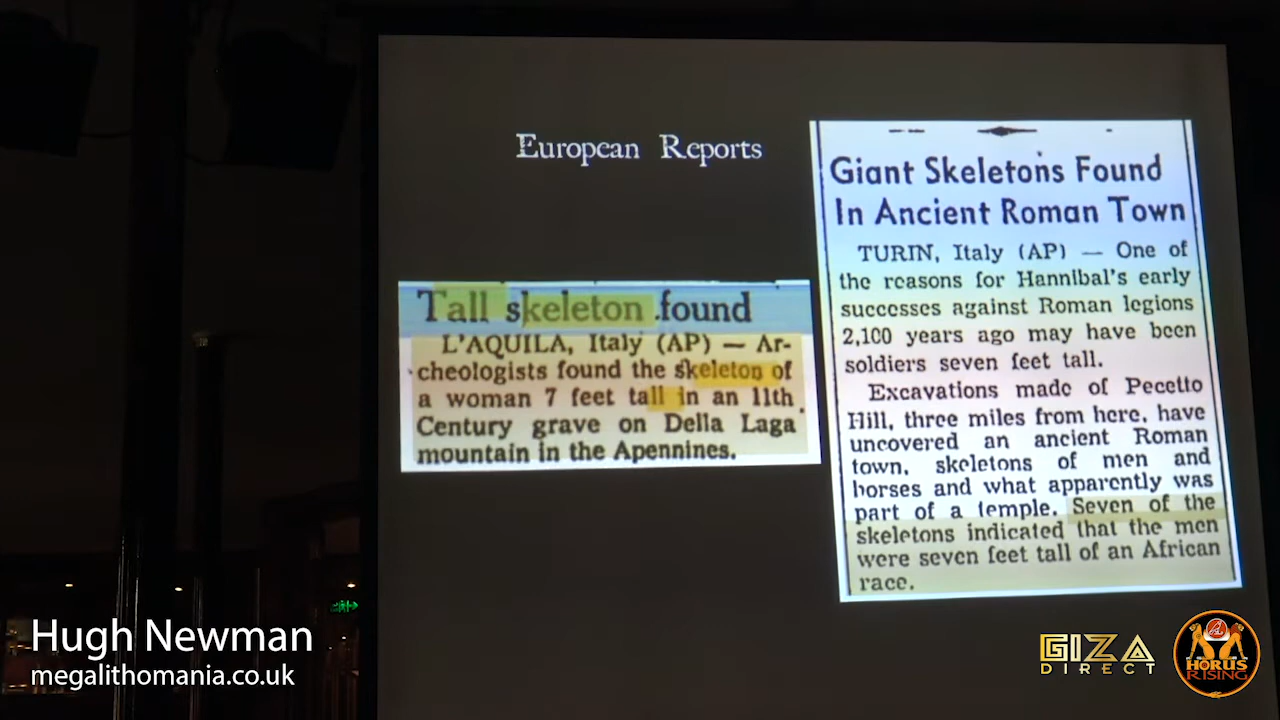 European Reports
Tall skeleton found
L'AQUILA, Italy (AP) — Ar-
cheologists found the skeleton of
a woman 7 feet tall in an 11th
Century grave on Della Laga
mountain in the Apennines.
Giant Skeletons Found
In Ancient Roman Town
TURIN, Italy (AP) — One of
the reasons for Hannibal's early
successes against Roman legions
2,100 years ago may have been
soldiers seven feet tall.
Excavations made of Pecetto
Hill, three miles from here, have
uncovered an ancient Roman
town, skeletons of men and
horses and what apparently was
part of a temple. Seven of the
skeletons indicated that the men
were seven feet tall of an African
race.
Hugh Newman
megalithomania.co.uk
GIZA
DIRECT
HORUS
RISING